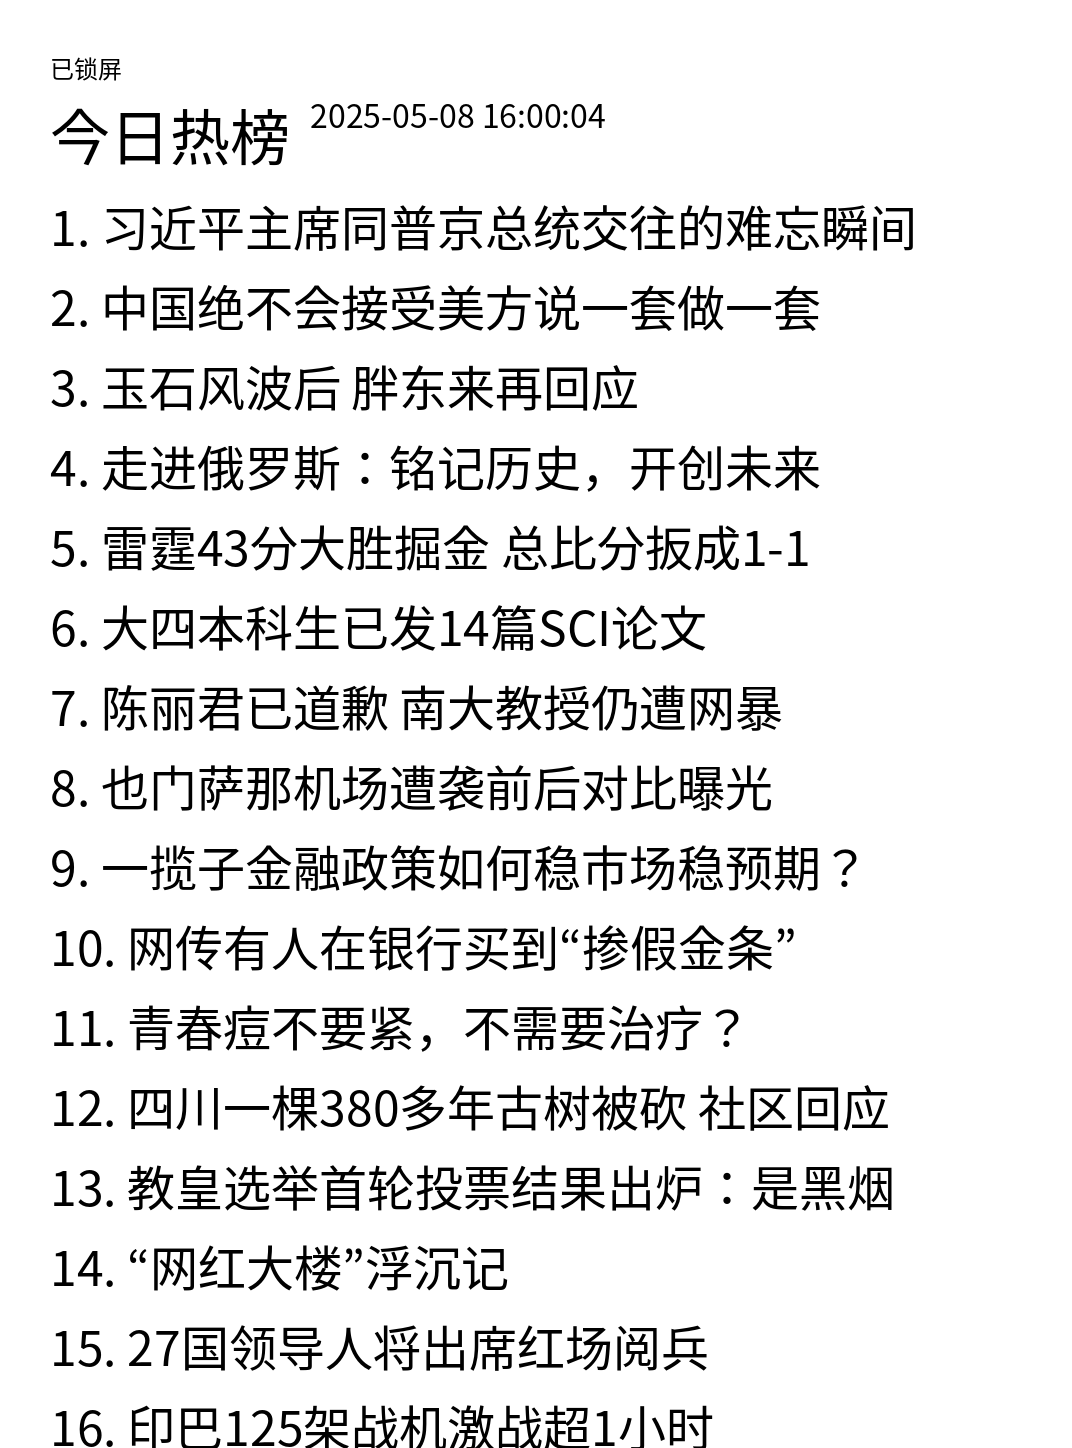 已锁屏
今日热榜 2025-05-08 16:00:04
1. 习近平主席同普京总统交往的难忘瞬间
2. 中国绝不会接受美方说一套做一套
3. 玉石风波后 胖东来再回应
4. 走进俄罗斯：铭记历史，开创未来
5. 雷霆43分大胜掘金 总比分扳成1-1
6. 大四本科生已发14篇SCI论文
7. 陈丽君已道歉 南大教授仍遭网暴
8. 也门萨那机场遭袭前后对比曝光
9. 一揽子金融政策如何稳市场稳预期？
10. 网传有人在银行买到“掺假金条”
11. 青春痘不要紧，不需要治疗？
12. 四川一棵380多年古树被砍 社区回应
13. 教皇选举首轮投票结果出炉：是黑烟
14. “网红大楼”浮沉记
15. 27国领导人将出席红场阅兵
16. 印巴125架战机激战超1小时